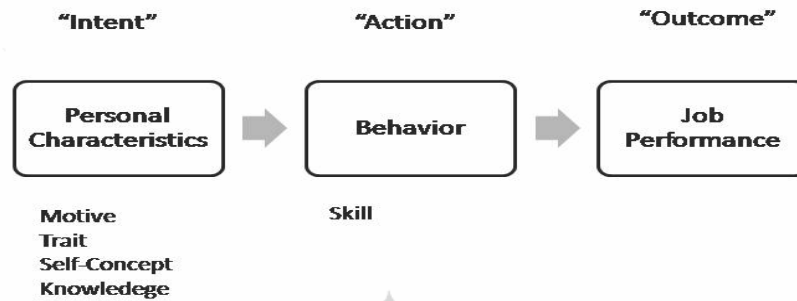 “Intent”
“Action”
“Outcome”
Personal
Characteristics
Behavior
Job
Performance
Motive
Trait
Self-Concept
Knowledege
Skill